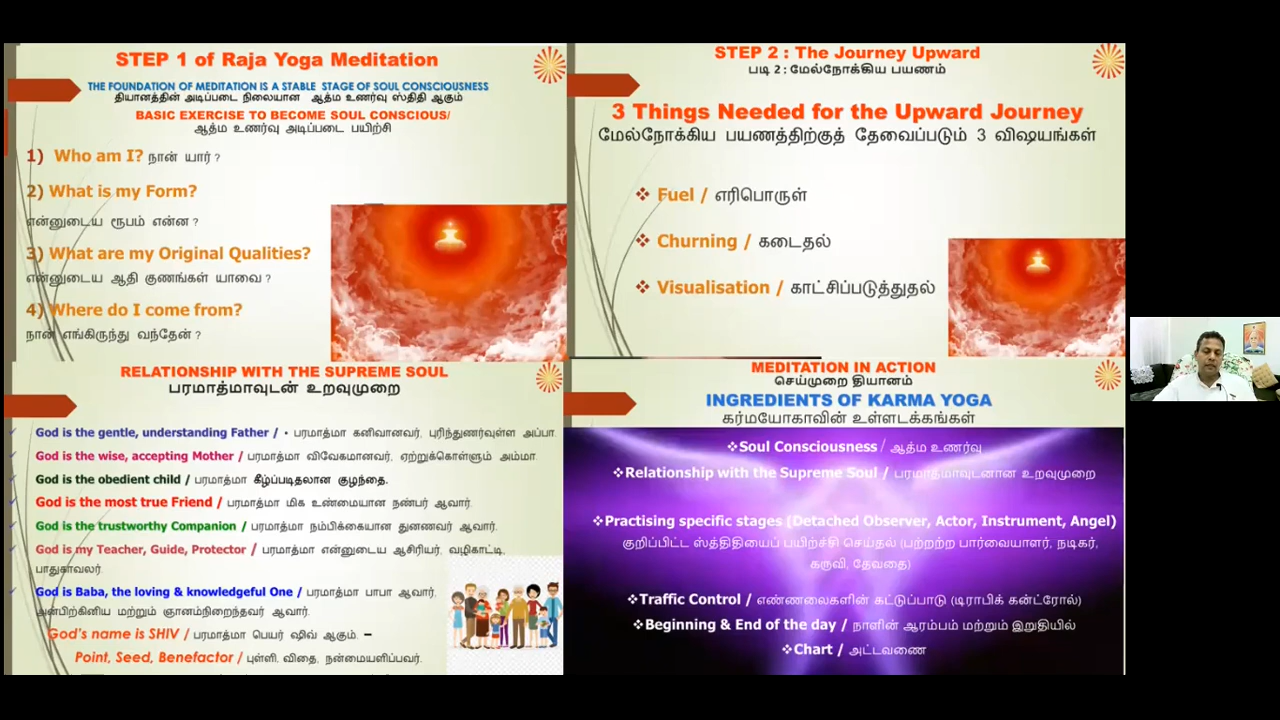 STEP 1 of Raja Yoga Meditation
THE FOUNDATION OF MEDITATION IS A STABLE STAGE OF SOUL CONSCIOUSNESS
தியானத்தின் அடிப்படை நிலையான ஆத்ம உணர்வு ஸ்திதி ஆகும்
BASIC EXERCISE TO BECOME SOUL CONSCIOUS/
ஆத்ம உணர்வு அடிப்படை பயிற்சி
1) Who am I? நான் யார் ?
2) What is my Form?
என்னுடைய ரூபம் என்ன ?
3) What are my Original Qualities?
என்னுடைய ஆதி குணங்கள் யாவை ?
4) Where do I come from?
நான் எங்கிருந்து வந்தேன் ?
STEP 2 : The Journey Upward
படி 2 : மேல்நோக்கிய பயணம்
3 Things Needed for the Upward Journey
மேல்நோக்கிய பயணத்திற்குத் தேவைப்படும் 3 விஷயங்கள்
❖ Fuel / எரிபொருள்
❖ Churning / கடைதல்
❖ Visualisation / காட்சிப்படுத்துதல்
RELATIONSHIP WITH THE SUPREME SOUL
பரமாத்மாவுடன் உறவுமுறை
✓ God is the gentle, understanding Father / • பரமாத்மா கனிவானவர், புரிந்துணர்வுள்ள அப்பா.
✓ God is the wise, accepting Mother / பரமாத்மா விவேகமானவர், ஏற்றுக்கொள்ளும் அம்மா.
✓ God is the obedient child / பரமாத்மா கீழ்ப்படிதலான குழந்தை.
✓ God is the most true Friend / பரமாத்மா மிக உண்மையான நண்பர் ஆவார்.
✓ God is the trustworthy Companion / பரமாத்மா நம்பிக்கையான துணைவர் ஆவார்.
✓ God is my Teacher, Guide, Protector / பரமாத்மா என்னுடைய ஆசிரியர், வழிகாட்டி,
பாதுகாவலர்.
✓ God is Baba, the loving & knowledgeful One / பரமாத்மா பாபா ஆவார்,
அன்பிற்கினிய மற்றும் ஞானம்நிறைந்தவர் ஆவார்.
God's name is SHIV / பரமாத்மா பெயர் ஷிவ் ஆகும். –
Point, Seed, Benefactor / புள்ளி, விதை, நன்மையளிப்பவர்.
MEDITATION IN ACTION
செய்முறை தியானம்
INGREDIENTS OF KARMA YOGA
கர்மயோகாவின் உள்ளடக்கங்கள்
❖Soul Consciousness / ஆத்ம உணர்வு
❖Relationship with the Supreme Soul / பரமாத்மாவுடனான உறவுமுறை
❖Practising specific stages (Detached Observer, Actor, Instrument, Angel)
குறிப்பிட்ட ஸ்த்திதியைப் பயிற்ச்சி செய்தல் (பற்றற்ற பார்வையாளர், நடிகர்,
கருவி, தேவதை)
❖Traffic Control / எண்ணலைகளின் கட்டுப்பாடு (டிராபிக் கன்ட்ரோல்)
❖Beginning & End of the day / நாளின் ஆரம்பம் மற்றும் இறுதியில்
❖Chart / அட்டவணை